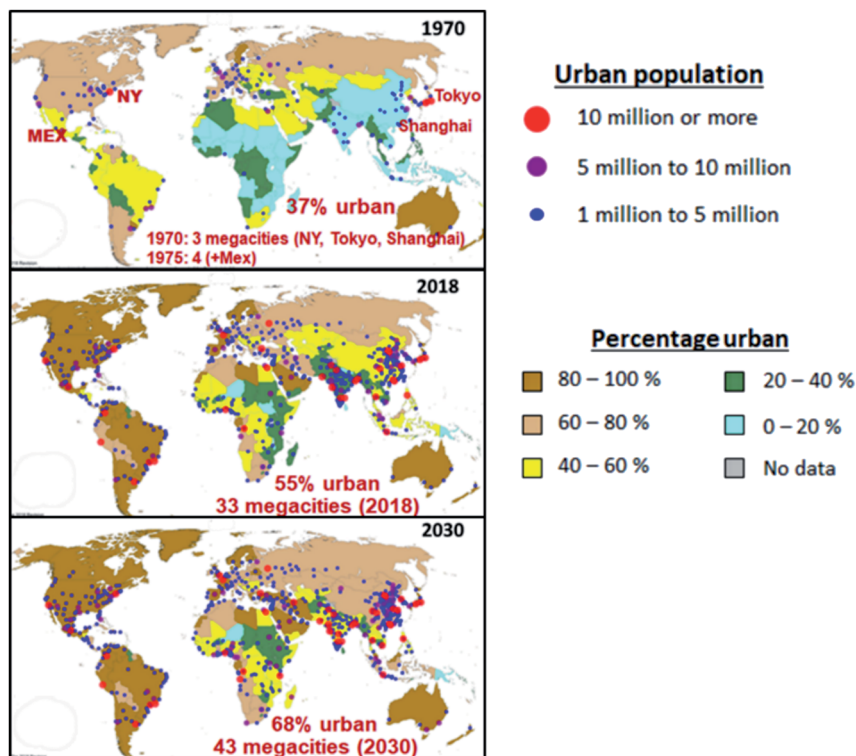 1970
NY
MEX
Tokyo
Shanghai
37% urban
1970: 3 megacities (NY, Tokyo, Shanghai)
1975: 4 (+Mex)
2018
55% urban
33 megacities (2018)
2030
68% urban
43 megacities (2030)
Urban population
10 million or more
5 million to 10 million
1 million to 5 million
Percentage urban
80 – 100 %
20 – 40 %
60 – 80 %
0 – 20 %
40 – 60 %
No data